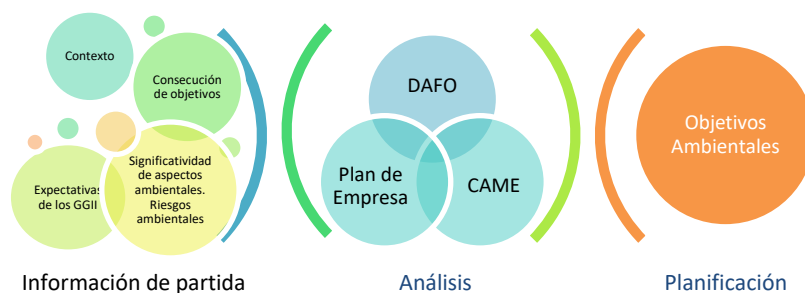 Contexto
Consecución
de objetivos
Expectativas
de los GGII
Significatividad
de aspectos
ambientales.
Riesgos
ambientales
Información de partida
DAFO
Plan de
Empresa
CAME
Análisis
Objetivos
Ambientales
Planificación